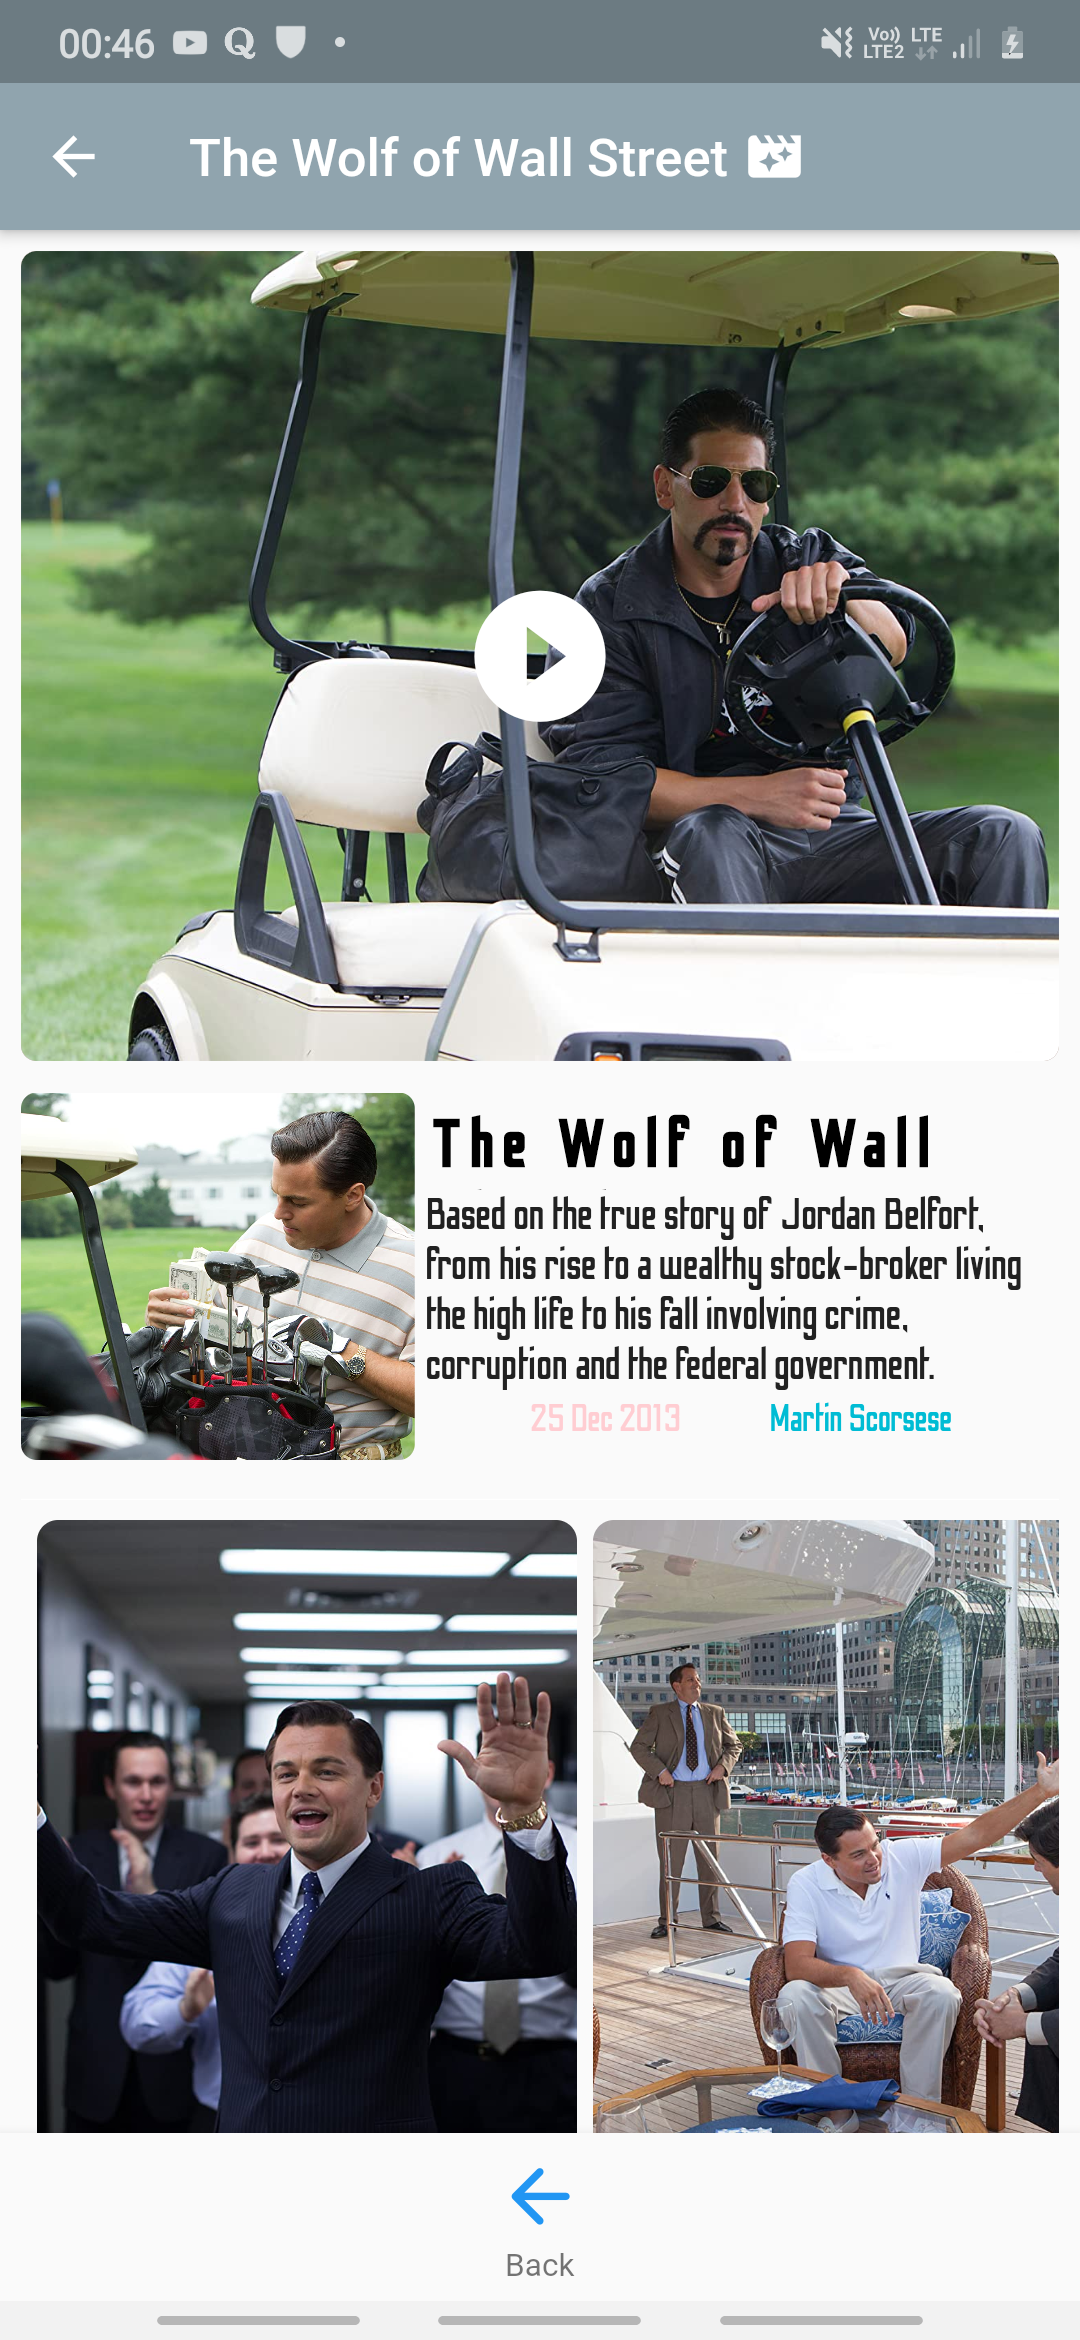 00:46
Vo)) LTE
LTE2
The Wolf of Wall Street
The Wolf of Wall
Based on the true story of Jordan Belfort,
from his rise to a wealthy stock-broker living
the high life to his fall involving crime,
corruption and the federal government.
25 Dec 2013 Martin Scorsese
Back